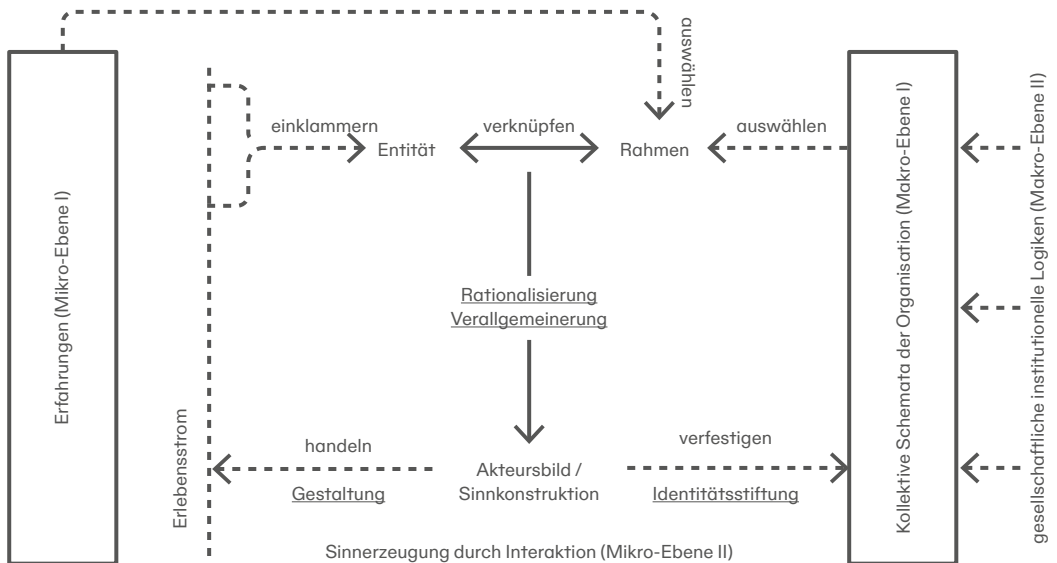 auswählen
einklammern
Entität
verknüpfen
Rahmen
auswählen
Erfahrungen (Mikro-Ebene I)
Erlebensstrom
Rationalisierung
Verallgemeinerung
handeln
Gestaltung
Akteursbild /
Sinnkonstruktion
verfestigen
Identitätsstiftung
Kollektive Schemata der Organisation (Makro-Ebene I)
gesellschaftliche institutionelle Logiken (Makro-Ebene II)
Sinnerzeugung durch Interaktion (Mikro-Ebene II)